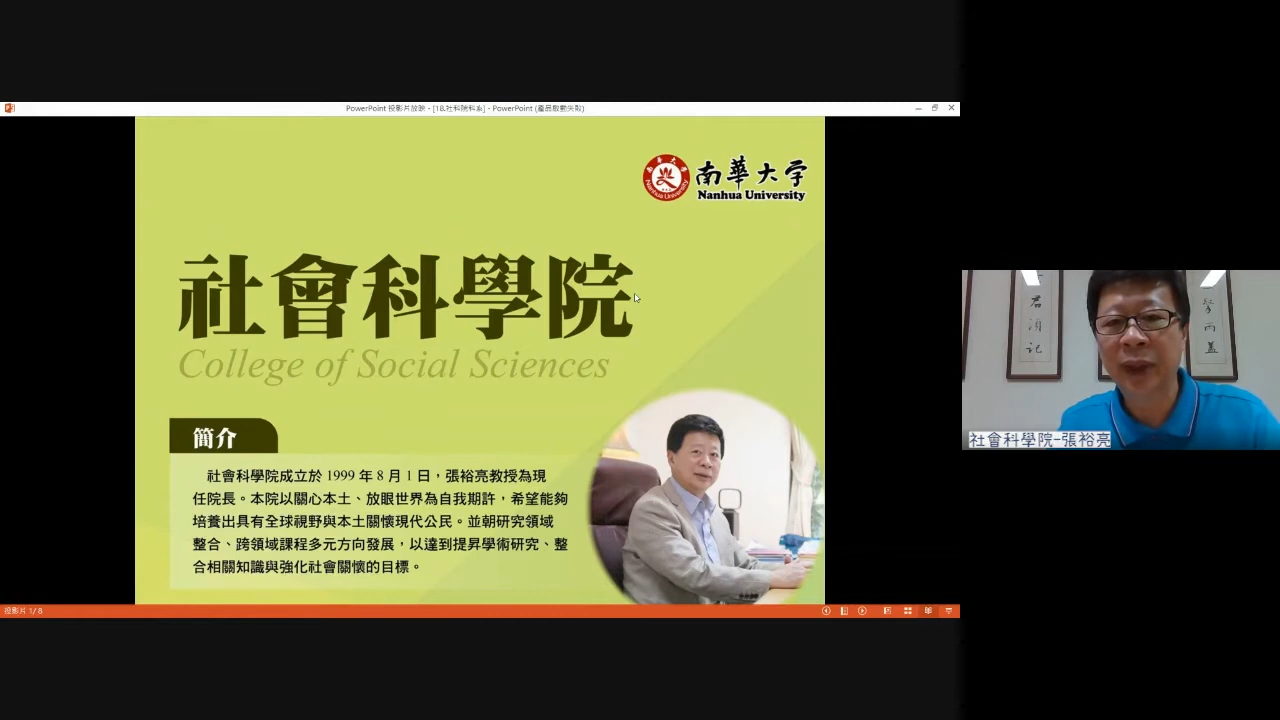 PowerPoint 投影片放映 - [18.社科院科系] - PowerPoint (產品啟動失敗)
南華大学
Nanhua University
社會科學院
College of Social Sciences
簡介
社會科學院成立於 1999 年 8 月 1 日，張裕亮教授為現
任院長。本院以關心本土、放眼世界為自我期許，希望能夠
培養出具有全球視野與本土關懷現代公民。並朝研究領域
整合、跨領域課程多元方向發展，以達到提昇學術研究、整
合相關知識與強化社會關懷的目標。
投影片 1/8
社會科學院-張裕亮